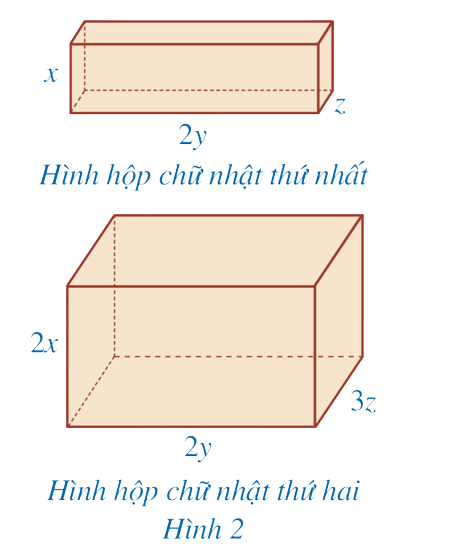 x
z
2y
Hình hộp chữ nhật thứ nhất
2x
3z
2y
Hình hộp chữ nhật thứ hai
Hình 2